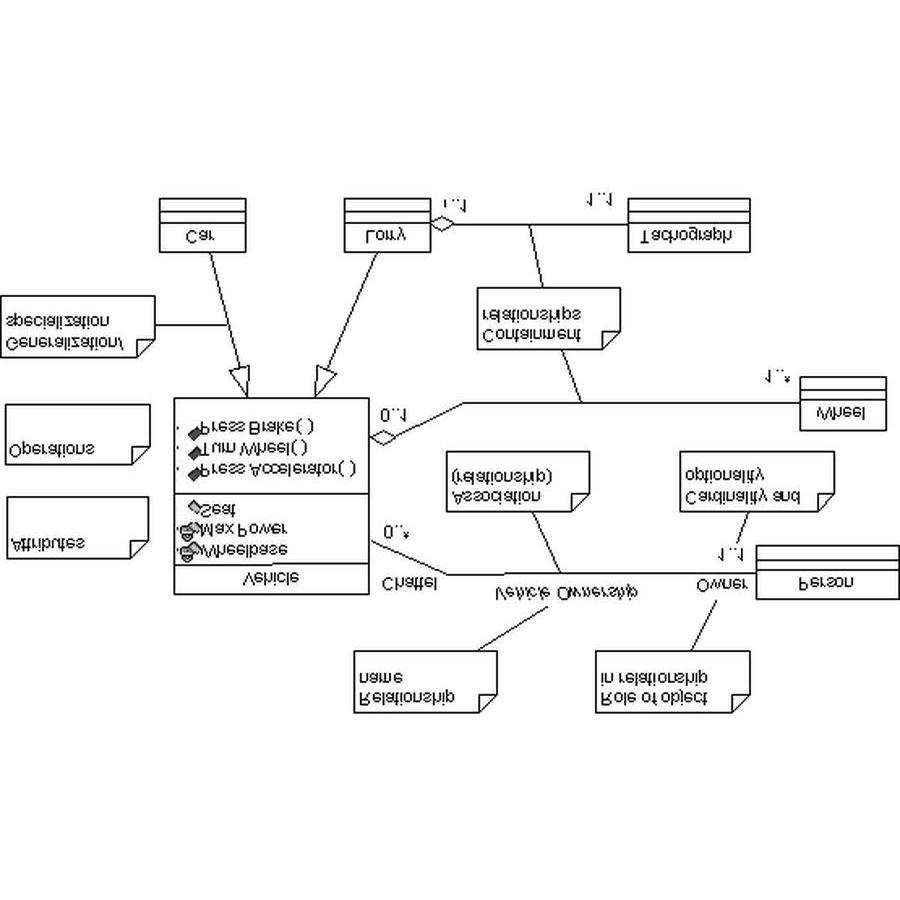 Relationship
name
Role of object
in relationship
Vehicle
Wheelbase
Max Power
Seat
Press Accelerator( )
Turn Wheel( )
Press Brake( )
Chattel
0..*
Vehicle Ownership
Owner
1..1
Person
Attributes
Association
(relationship)
Cardinality and
optionality
Operations
0..1
1..*
Wheel
Generalization/
specialization
Containment
relationships
Car
Lorry
1..1
1..1
Tachograph